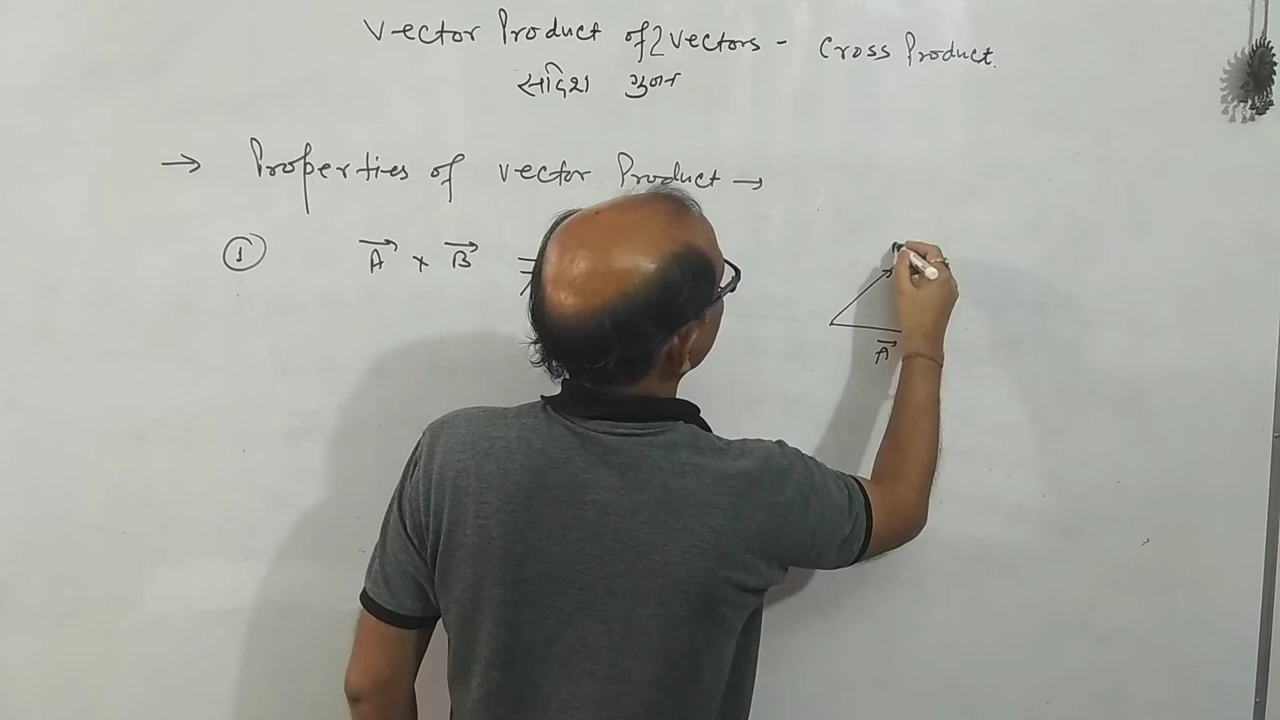 Vector Product of 2 Vectors - Cross Product.
सदिश गुणन
→ Properties of vector Product →
① A⃗ × B⃗
A⃗